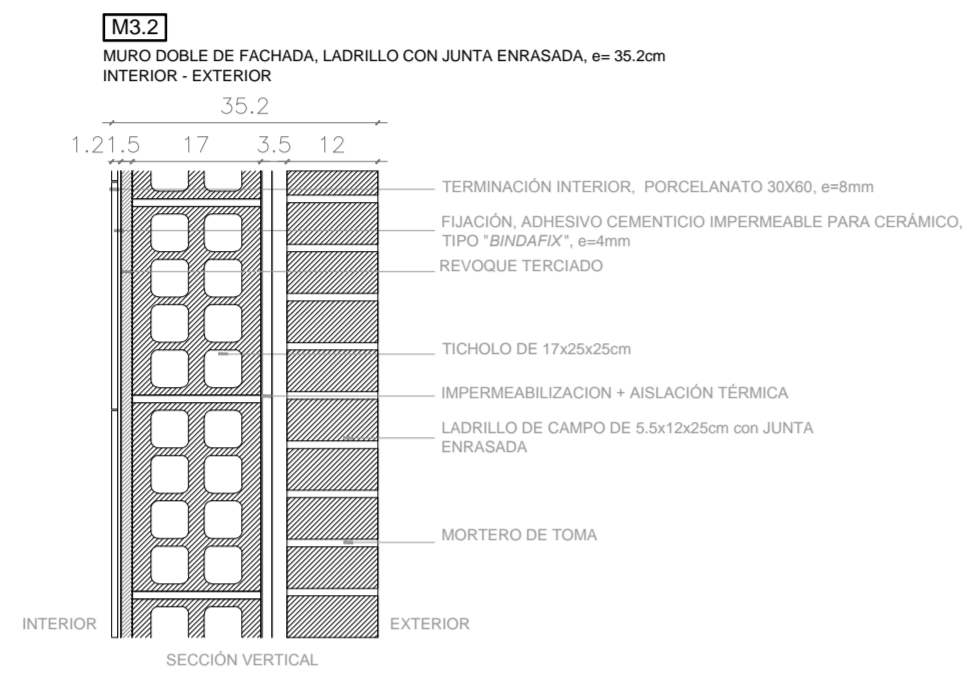 M3.2
MURO DOBLE DE FACHADA, LADRILLO CON JUNTA ENRASADA, e= 35.2cm
INTERIOR - EXTERIOR
35.2
1.2 1.5 17 3.5 12
TERMINACIÓN INTERIOR, PORCELANATO 30X60, e=8mm
FIJACIÓN, ADHESIVO CEMENTICIO IMPERMEABLE PARA CERÁMICO,
TIPO "BINDAFIX", e=4mm
REVOQUE TERCIADO
TICHOLO DE 17x25x25cm
IMPERMEABILIZACION + AISLACIÓN TÉRMICA
LADRILLO DE CAMPO DE 5.5x12x25cm con JUNTA
ENRASADA
MORTERO DE TOMA
INTERIOR
EXTERIOR
SECCIÓN VERTICAL